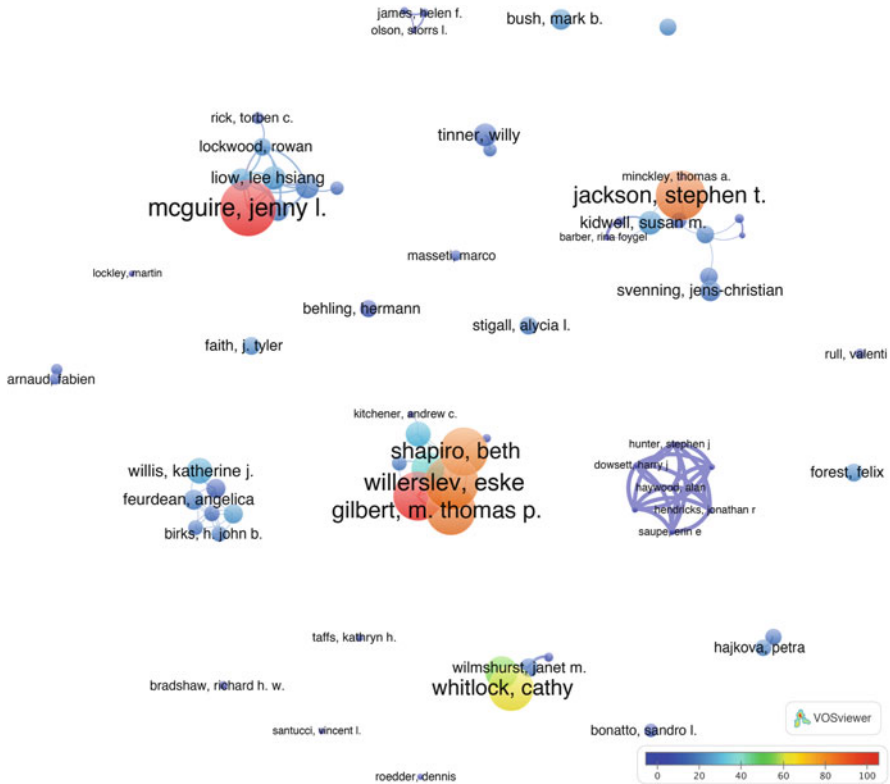 james, helen f.
olson, storrs l.
bush, mark b.
rick, torben c.
lockwood, rowan
tinner, willy
liow, lee hsiang
minckley, thomas a.
mcguire, jenny l.
jackson, stephen t.
kidwell, susan m.
barber, rina foygel
masseti, marco
lockley, martin
svenning, jens-christian
behling, hermann
stigall, alycia l.
faith, j. tyler
rull, valenti
arnaud, fabien
kitchener, andrew c.
shapiro, beth
hunter, stephen j
willis, katherine j.
dowsett, harry j
forest, felix
willerslev, eske
haywood, alan
feurdean, angelica
gilbert, m. thomas p.
hendricks, jonathan r
birks, h. john b.
saupe, erin e
taffs, kathryn h.
hajkova, petra
wilmshurst, janet m.
bradshaw, richard h. w.
whitlock, cathy
VOSviewer
santucci, vincent l.
bonatto, sandro l.
roedder, dennis
0 20 40 60 80 100